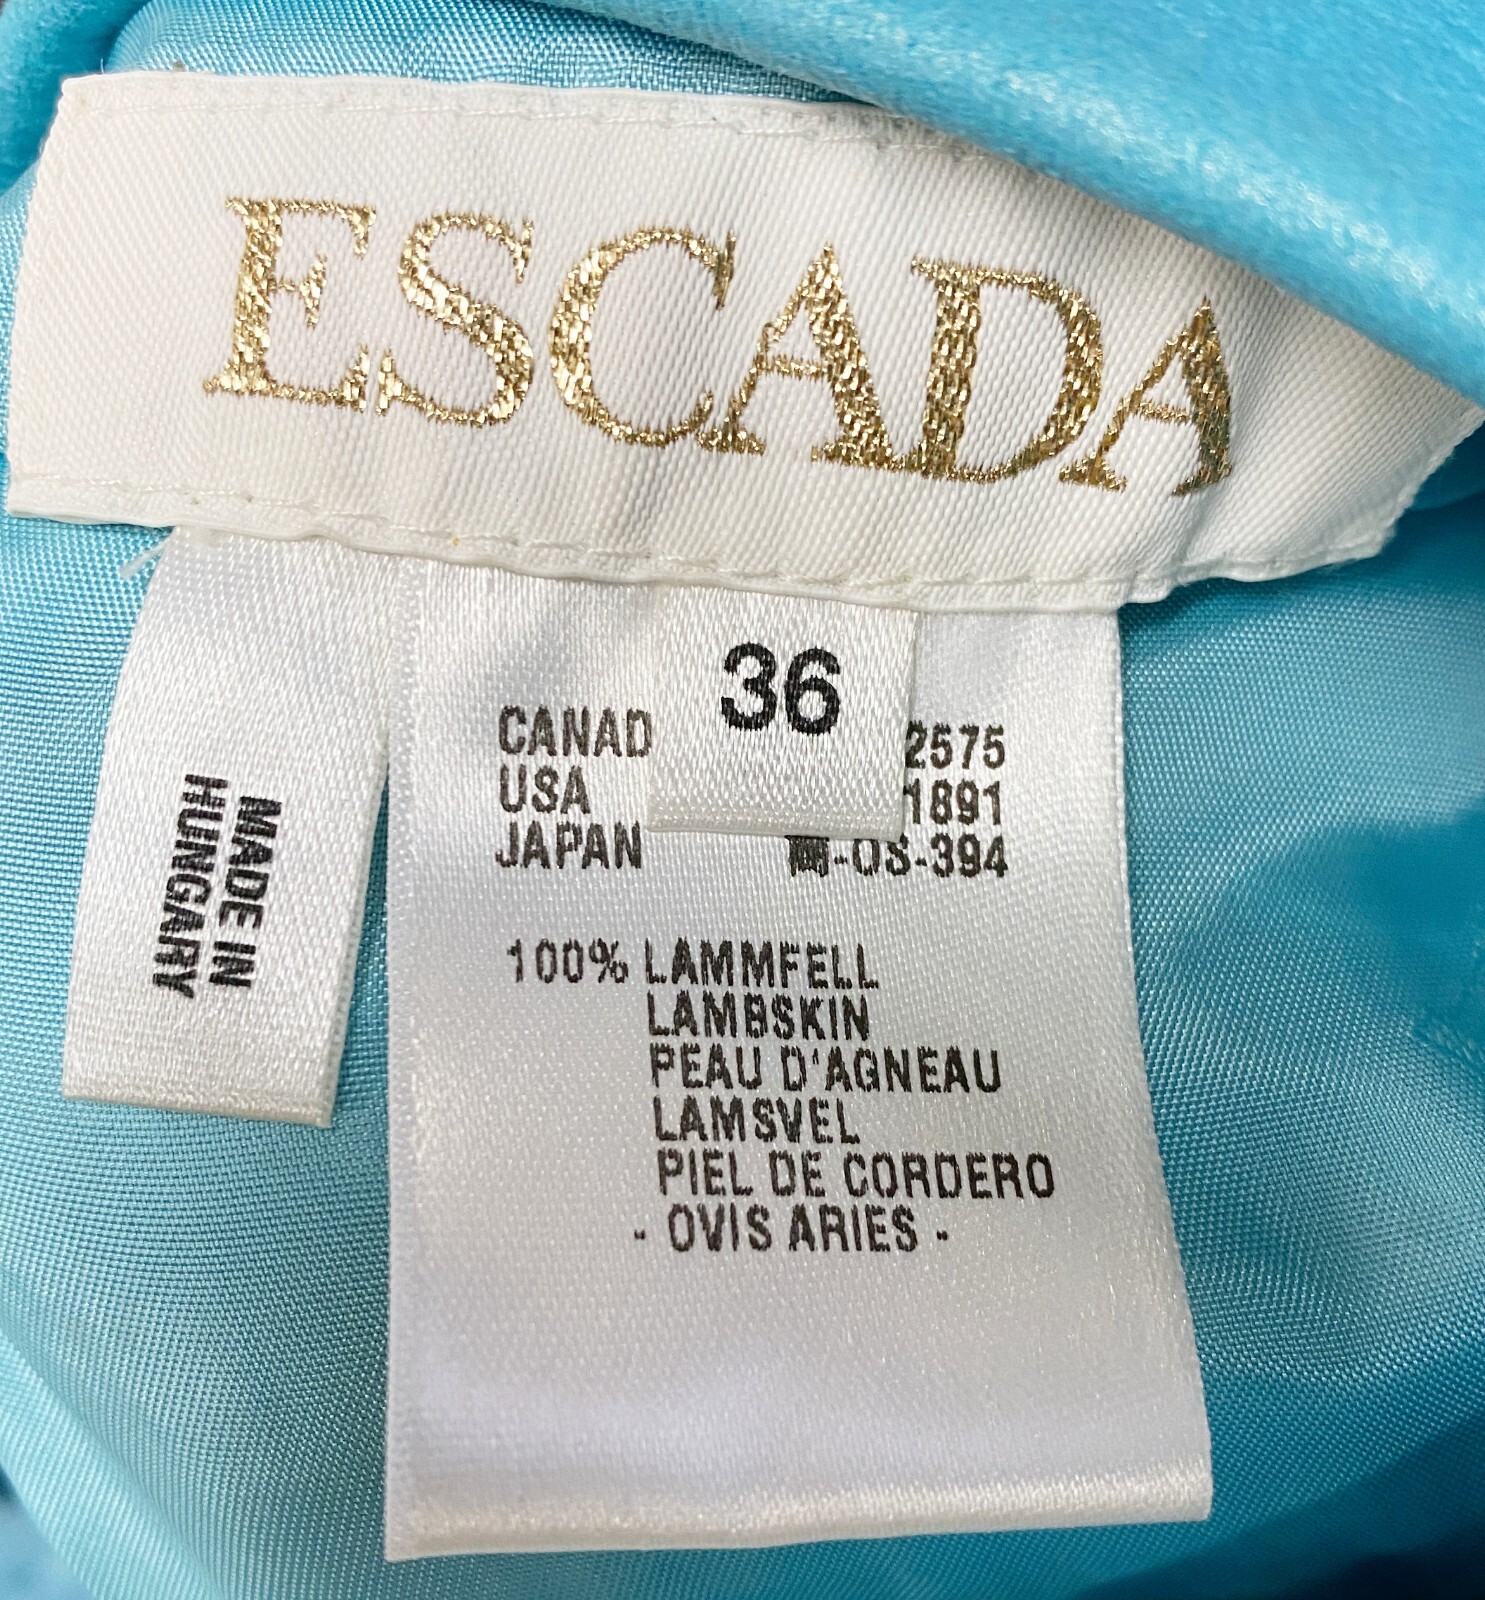 ESCADA
36
CANAD 2575
USA 1891
JAPAN -OS-394
100% LAMMFELL
LAMBSKIN
PEAU D'AGNEAU
LAMSVEL
PIEL DE CORDERO
- OVIS ARIES -
MADE IN
HUNGARY